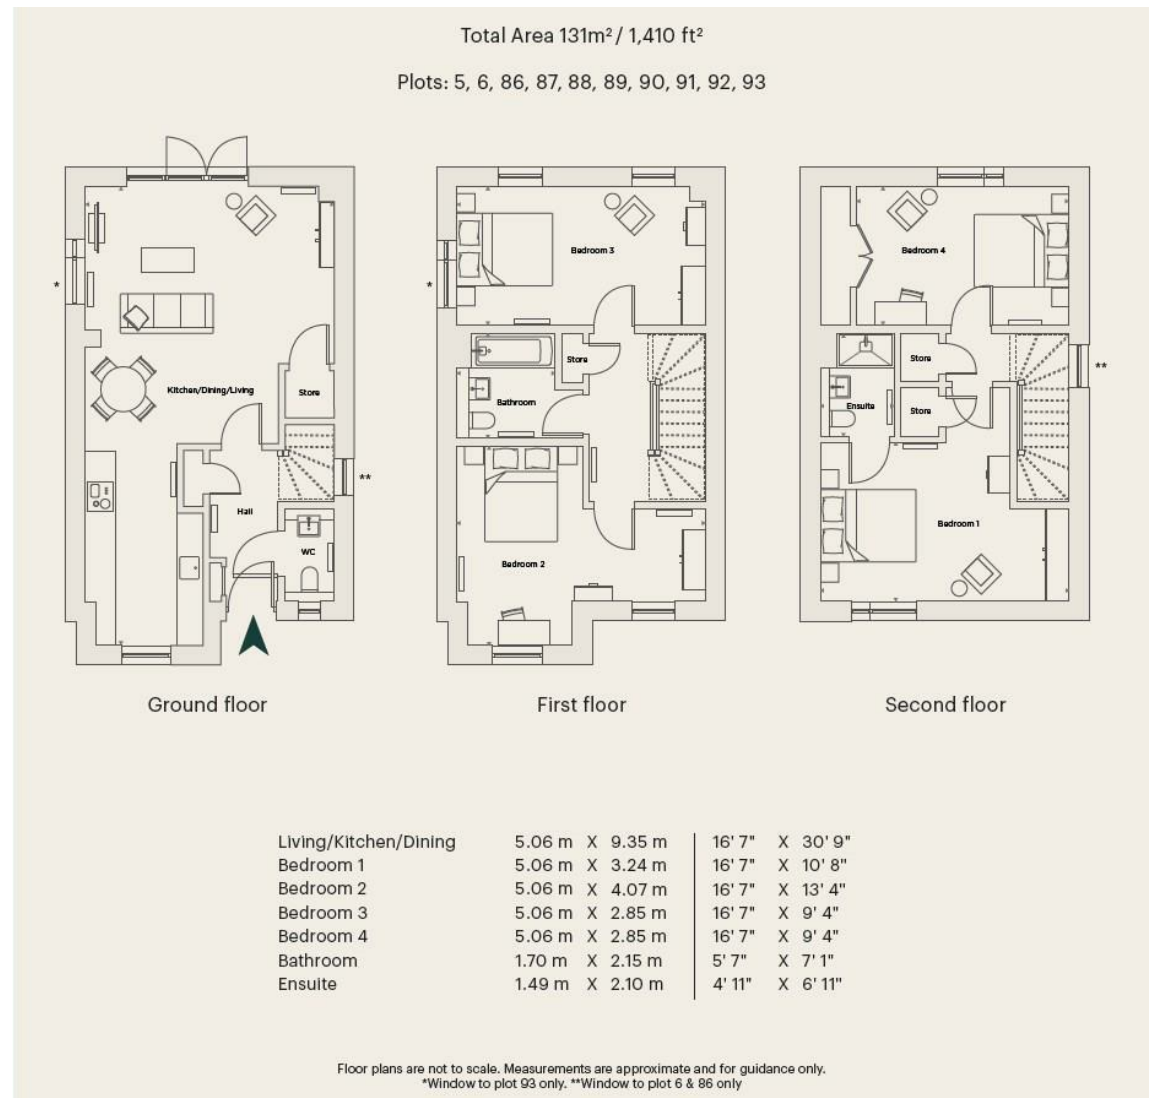 Total Area 131m² / 1,410 ft²
Plots: 5, 6, 86, 87, 88, 89, 90, 91, 92, 93
*
Kitchen/Dining/Living
Store
Hall
**
WC
Ground floor
*
Bedroom 3
Store
Bathroom
Bedroom 2
First floor
Bedroom 4
Store
**
Ensuite
Store
Bedroom 1
Second floor
Living/Kitchen/Dining 5.06 m X 9.35 m 16' 7" X 30' 9"
Bedroom 1 5.06 m X 3.24 m 16' 7" X 10' 8"
Bedroom 2 5.06 m X 4.07 m 16' 7" X 13' 4"
Bedroom 3 5.06 m X 2.85 m 16' 7" X 9' 4"
Bedroom 4 5.06 m X 2.85 m 16' 7" X 9' 4"
Bathroom 1.70 m X 2.15 m 5' 7" X 7' 1"
Ensuite 1.49 m X 2.10 m 4' 11" X 6' 11"
Floor plans are not to scale. Measurements are approximate and for guidance only.
*Window to plot 93 only. **Window to plot 6 & 86 only